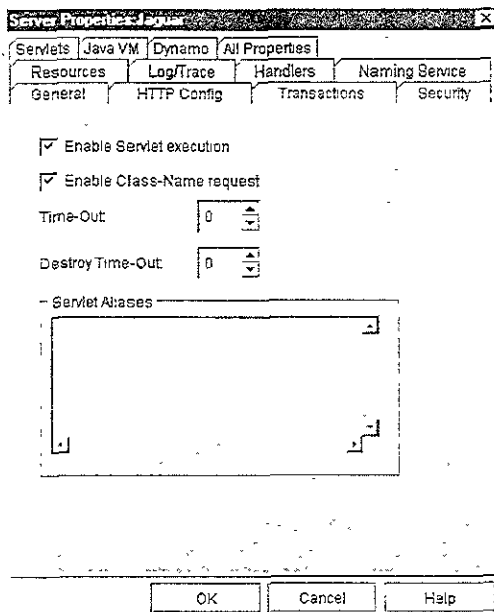 Server Properties: Jaguar
Servlets Java VM Dynamo All Properties
Resources Log/Trace Handlers Naming Service
General HTTP Config Transactions Security
Enable Servlet execution
Enable Class-Name request
Time-Out: 0
Destroy Time-Out: 0
Servlet Aliases
OK Cancel Help